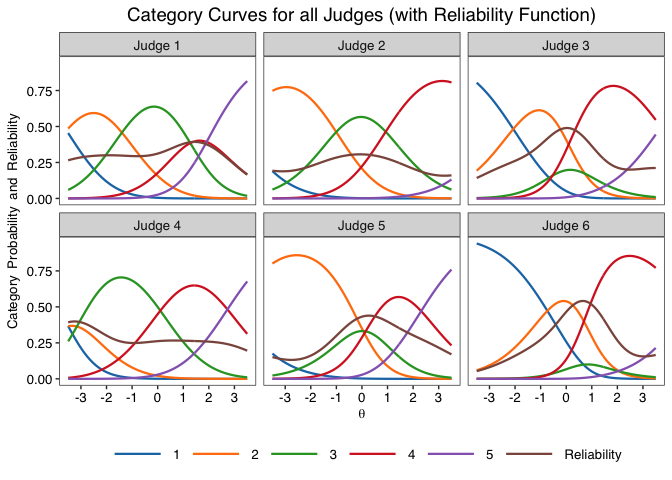 Category Curves for all Judges (with Reliability Function)
Judge 1 Judge 2 Judge 3
0.75
0.50
0.25
0.00
Judge 4 Judge 5 Judge 6
0.75
0.50
0.25
0.00
Category Probability and Reliability
-3 -2 -1 0 1 2 3 -3 -2 -1 0 1 2 3 -3 -2 -1 0 1 2 3
θ
1 2 3 4 5 Reliability